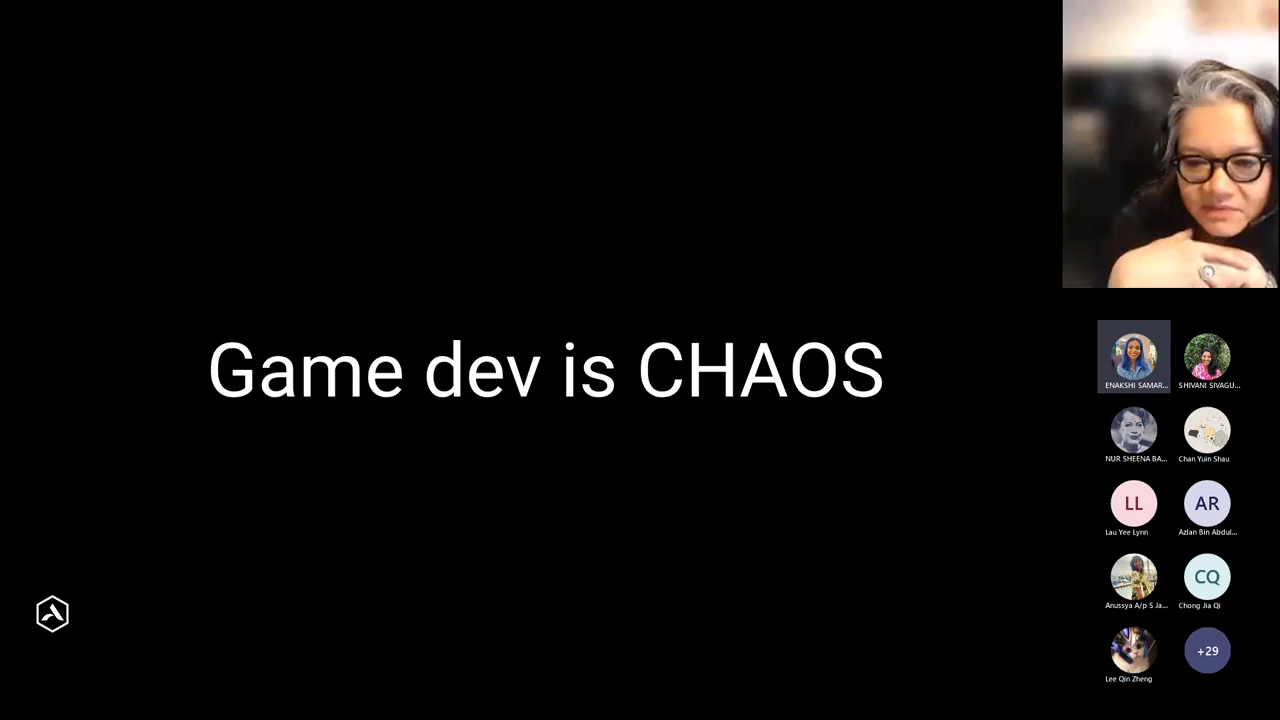 Game dev is CHAOS
ENAKSHI SAMAR...
SHIVANI SIVAGU...
NUR SHEENA BA...
Chan Yuin Shau
LL
AR
Lau Yee Lynn
Azlan Bin Abdul...
CQ
Anussya A/p S Ja...
Chong Jia Qi
+29
Lee Qin Zheng